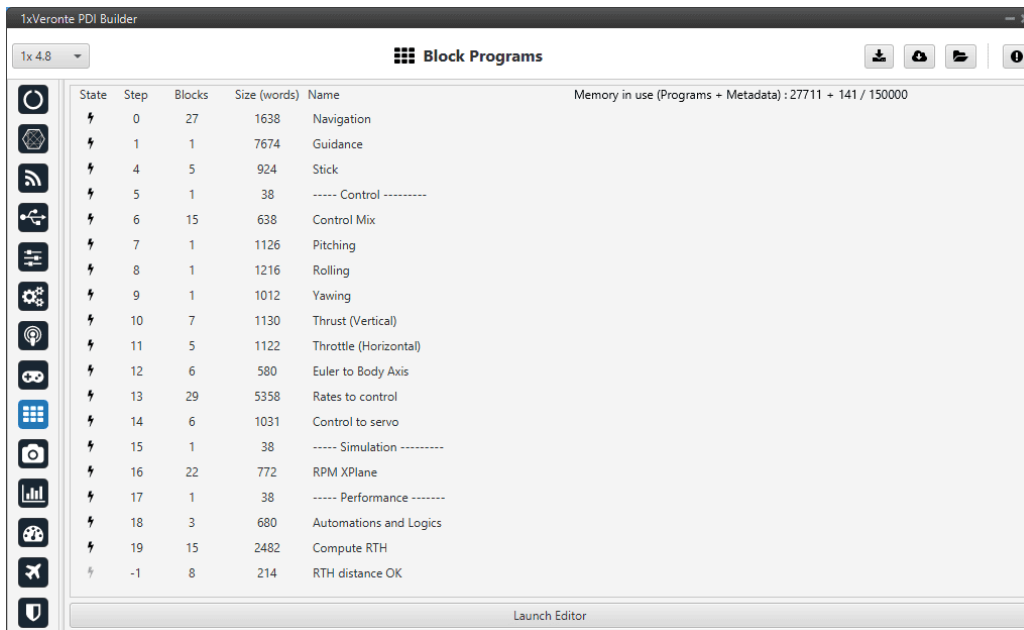 1xVeronte PDI Builder
1x 4.8 Block Programs
State Step Blocks Size (words) Name Memory in use (Programs + Metadata) : 27711 + 141 / 150000
0 27 1638 Navigation
1 1 7674 Guidance
4 5 924 Stick
5 1 38 ----- Control ---------
6 15 638 Control Mix
7 1 1126 Pitching
8 1 1216 Rolling
9 1 1012 Yawing
10 7 1130 Thrust (Vertical)
11 5 1122 Throttle (Horizontal)
12 6 580 Euler to Body Axis
13 29 5358 Rates to control
14 6 1031 Control to servo
15 1 38 ----- Simulation ---------
16 22 772 RPM XPlane
17 1 38 ----- Performance -------
18 3 680 Automations and Logics
19 15 2482 Compute RTH
-1 8 214 RTH distance OK
Launch Editor